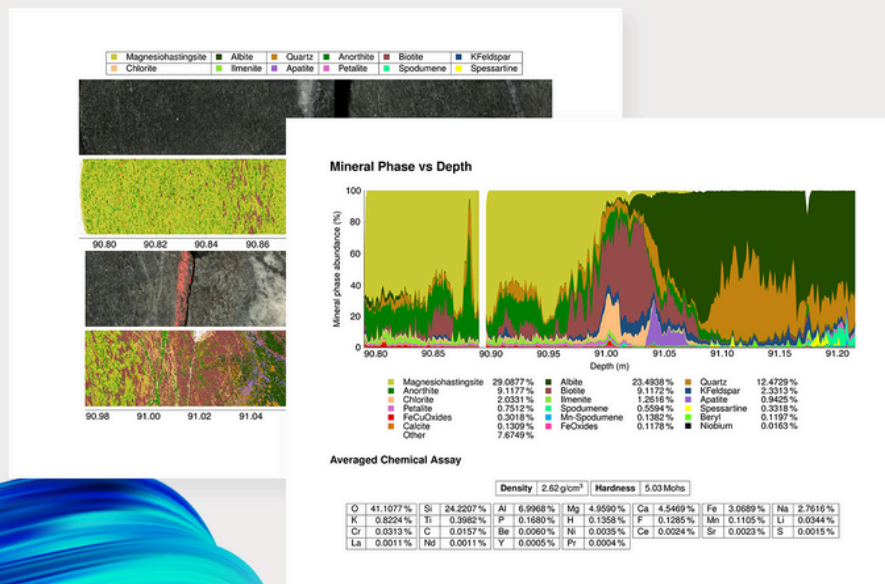 Magnesiohastingsite Albite Quartz Anorthite Biotite KFeldspar
Chlorite Ilmenite Apatite Petalite Spodumene Spessartine
90.80 90.82 90.84 90.86
90.98 91.00 91.02 91.04
Mineral Phase vs Depth
Mineral phase abundance (%)
100
80
60
40
20
0
90.80 90.85 90.90 90.95 91.00 91.05 91.10 91.15 91.20
Depth (m)
Magnesiohastingsite 29.0877 % Albite 23.4938 % Quartz 12.4729 %
Anorthite 9.1177 % Biotite 9.1172 % KFeldspar 2.3313 %
Chlorite 2.0331 % Ilmenite 1.2616 % Apatite 0.9425 %
Petalite 0.7512 % Spodumene 0.5594 % Spessartine 0.3318 %
FeCuOxides 0.3018 % Mn-Spodumene 0.1382 % Beryl 0.1197 %
Calcite 0.1309 % FeOxides 0.1178 % Niobium 0.0163 %
Other 7.6749 %
Averaged Chemical Assay
Density 2.62 g/cm³ Hardness 5.03 Mohs
O 41.1077 % Si 24.2207 % Al 6.9968 % Mg 4.9590 % Ca 4.5469 % Fe 3.0689 % Na 2.7616 %
K 0.8224 % Ti 0.3982 % P 0.1680 % H 0.1358 % F 0.1285 % Mn 0.1105 % Li 0.0344 %
Cr 0.0313 % C 0.0157 % Be 0.0060 % Ni 0.0035 % Ce 0.0024 % Sr 0.0023 % S 0.0015 %
La 0.0011 % Nd 0.0011 % Y 0.0005 % Pr 0.0004 %